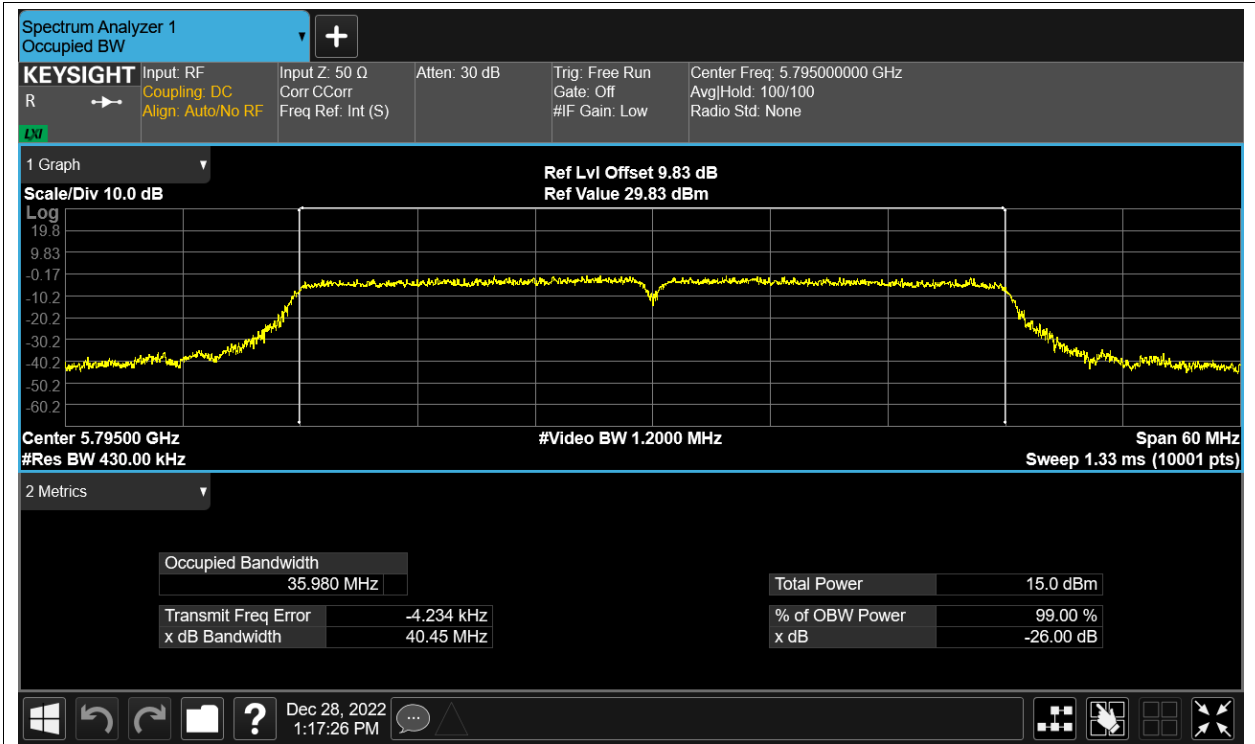 Spectrum Analyzer 1
Occupied BW
KEYSIGHT
R
LXI
Input: RF
Coupling: DC
Align: Auto/No RF
Input Z: 50 Ω
Corr CCorr
Freq Ref: Int (S)
Atten: 30 dB
Trig: Free Run
Gate: Off
#IF Gain: Low
Center Freq: 5.795000000 GHz
Avg|Hold: 100/100
Radio Std: None
1 Graph
Scale/Div 10.0 dB
Ref Lvl Offset 9.83 dB
Ref Value 29.83 dBm
Log
19.8
9.83
-0.17
-10.2
-20.2
-30.2
-40.2
-50.2
-60.2
Center 5.79500 GHz
#Video BW 1.2000 MHz
Span 60 MHz
#Res BW 430.00 kHz
Sweep 1.33 ms (10001 pts)
2 Metrics
Occupied Bandwidth
35.980 MHz
Transmit Freq Error -4.234 kHz
x dB Bandwidth 40.45 MHz
Total Power 15.0 dBm
% of OBW Power 99.00 %
x dB -26.00 dB
?
Dec 28, 2022
1:17:26 PM